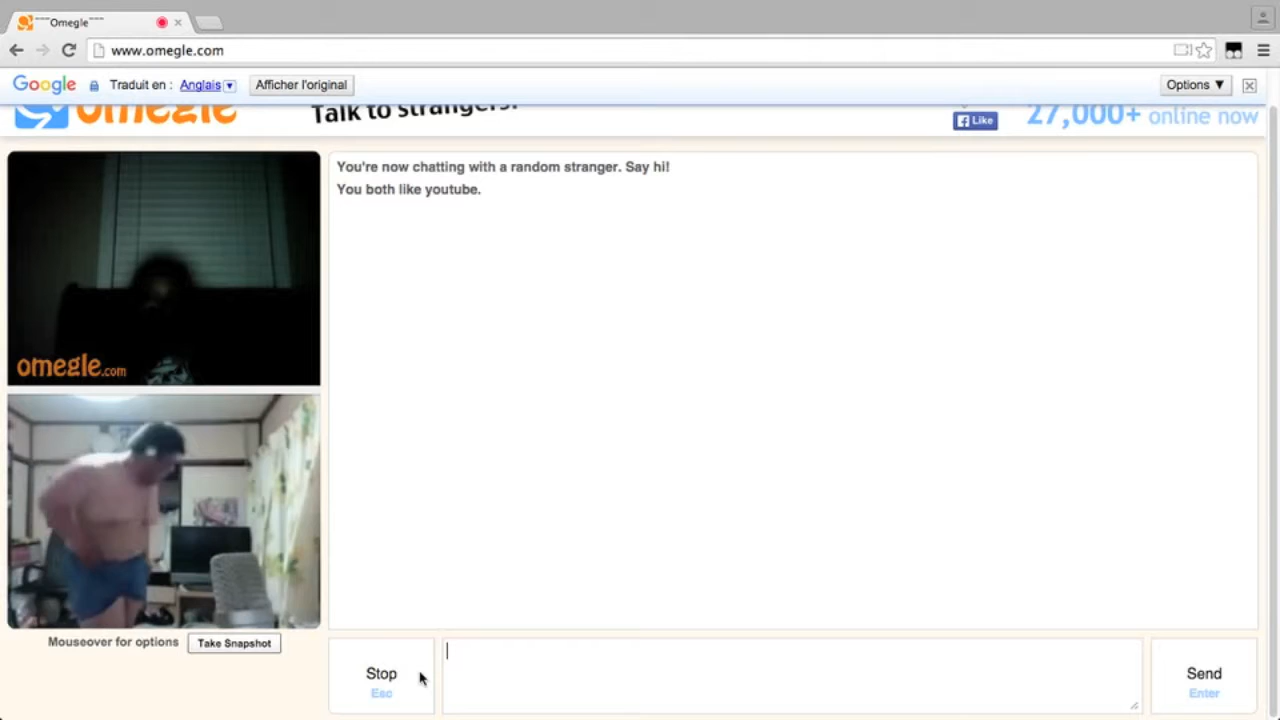 Omegle
www.omegle.com
Google Traduit en : Anglais Afficher l'original Options
omegle Talk to strangers! Like 27,000+ online now
You're now chatting with a random stranger. Say hi!
You both like youtube.
omegle.com
Mouseover for options Take Snapshot
Stop
Esc
Send
Enter